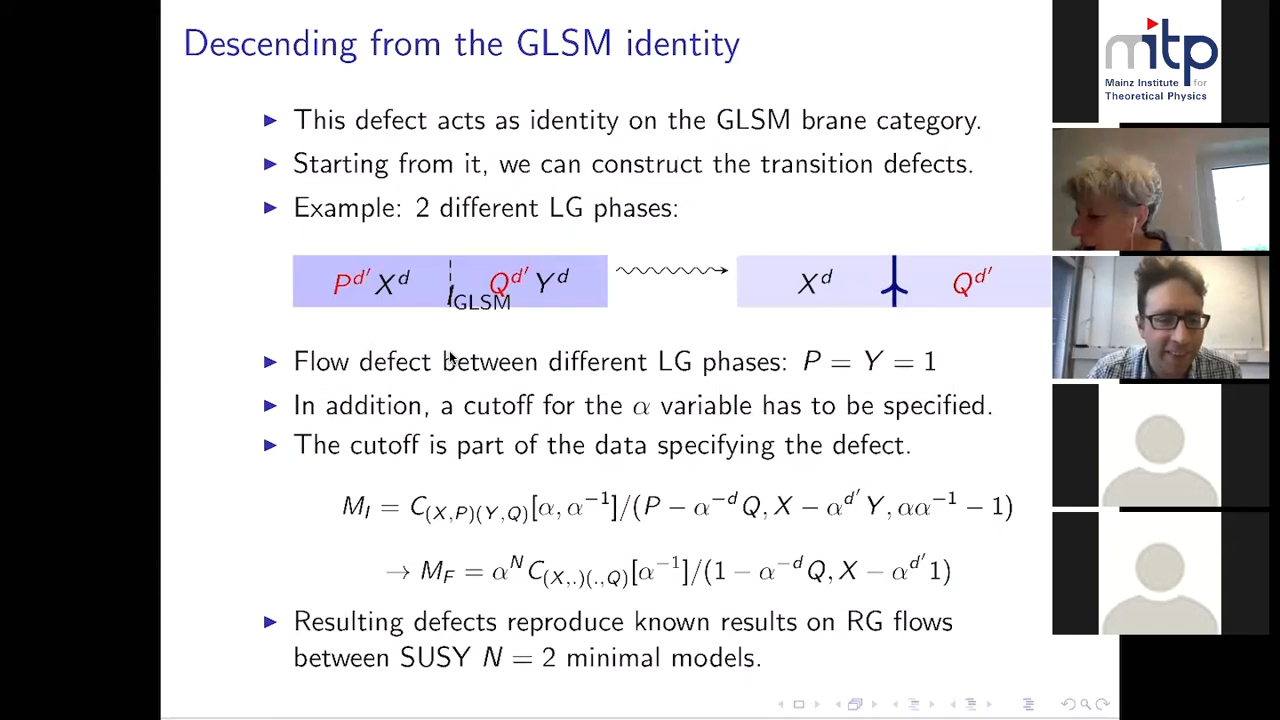 Descending from the GLSM identity
mitp
Mainz Institute for
Theoretical Physics
▶ This defect acts as identity on the GLSM brane category.
▶ Starting from it, we can construct the transition defects.
▶ Example: 2 different LG phases:
P^{d'} X^d I_{GLSM} Q^{d'} Y^d X^d Q^{d'}
▶ Flow defect between different LG phases: P = Y = 1
▶ In addition, a cutoff for the α variable has to be specified.
▶ The cutoff is part of the data specifying the defect.
M_I = C_{(X,P)(Y,Q)}[α, α^{-1}]/(P − α^{-d}Q, X − α^{d'}Y, αα^{-1} − 1)
→ M_F = α^N C_{(X,.)(.,Q)}[α^{-1}]/(1 − α^{-d}Q, X − α^{d'}1)
▶ Resulting defects reproduce known results on RG flows
between SUSY N = 2 minimal models.